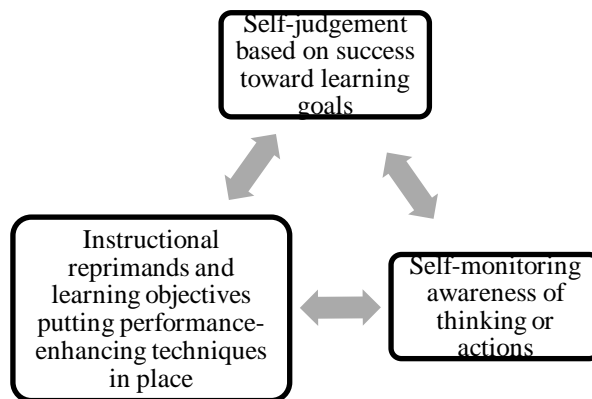 Self-judgement
based on success
toward learning
goals
Instructional
reprimands and
learning objectives
putting performance-
enhancing techniques
in place
Self-monitoring
awareness of
thinking or
actions